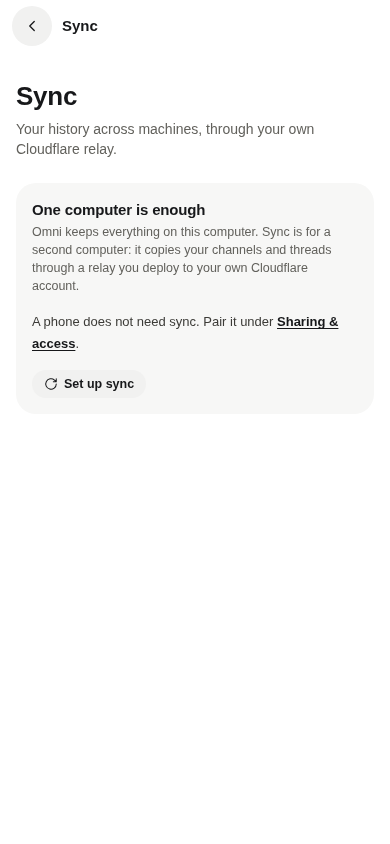 Sync
Sync
Your history across machines, through your own
Cloudflare relay.
One computer is enough
Omni keeps everything on this computer. Sync is for a
second computer: it copies your channels and threads
through a relay you deploy to your own Cloudflare
account.
A phone does not need sync. Pair it under Sharing &
access.
Set up sync